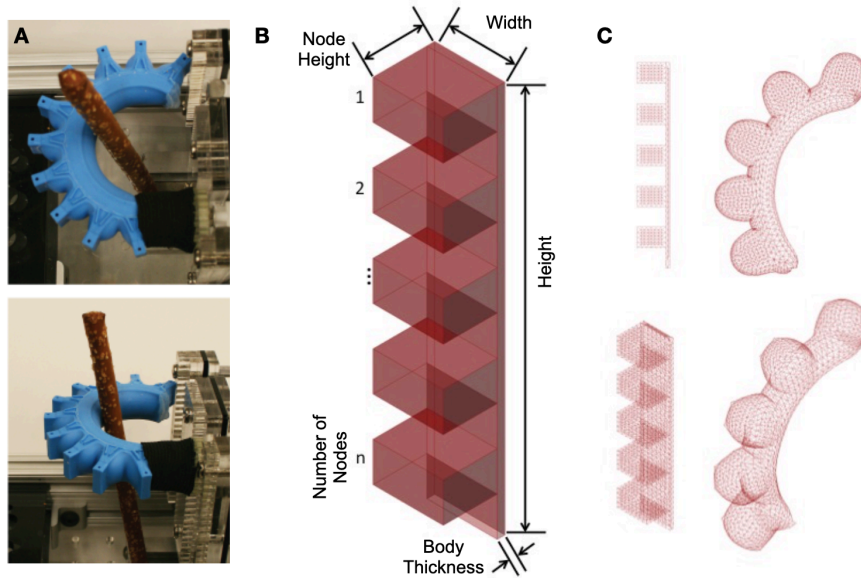 A
B
C
Node
Height
Width
1
2
...
n
Height
Number of
Nodes
Body
Thickness